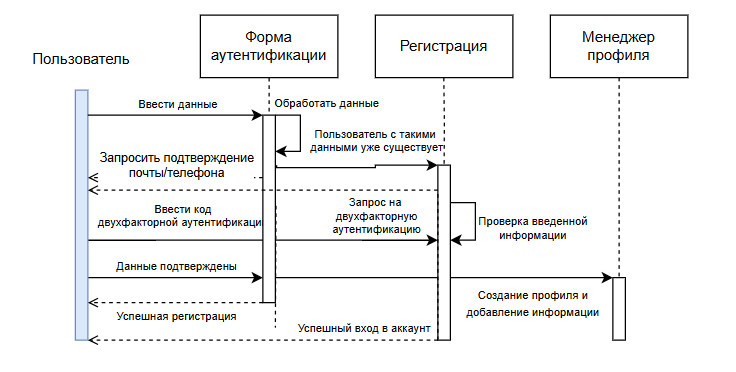 Пользователь
Форма
аутентификации
Регистрация
Менеджер
профиля
Ввести данные
Обработать данные
Пользователь с такими
данными уже существует
Запросить подтверждение
почты/телефона
Ввести код
двухфакторной аутентификаци
Запрос на
двухфакторную
аутентификацию
Проверка введенной
информации
Данные подтверждены
Создание профиля и
добавление информации
Успешная регистрация
Успешный вход в аккаунт